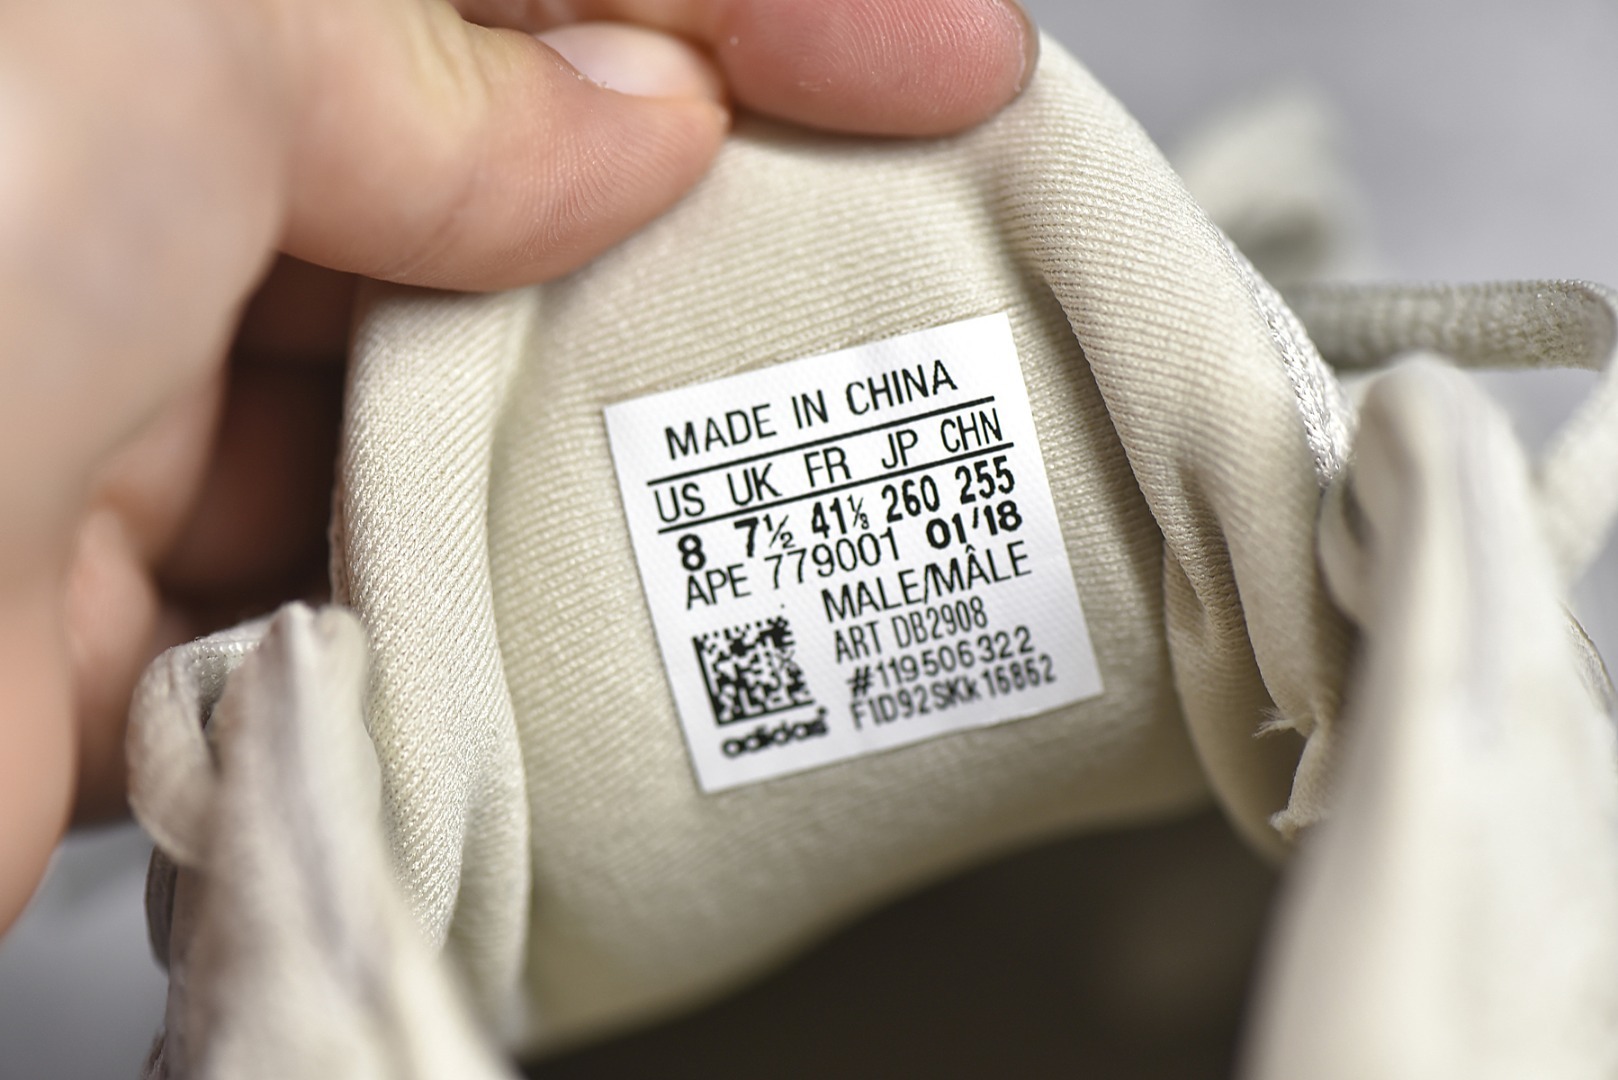 MADE IN CHINA
US UK FR JP CHN
8 7½ 41⅓ 260 255
APE 779001 01/18
MALE/MÂLE
ART DB2908
#119506322
F1D92SKk16862
adidas